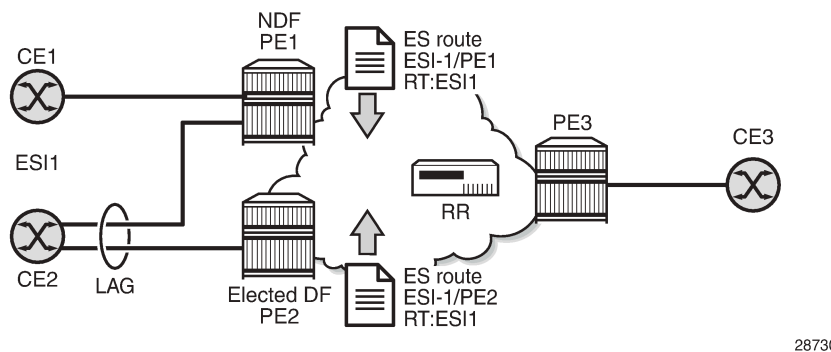 NDF
PE1
CE1
ES route
ESI-1/PE1
RT:ESI1
PE3
CE3
ESI1
RR
CE2
LAG
Elected DF
PE2
ES route
ESI-1/PE2
RT:ESI1